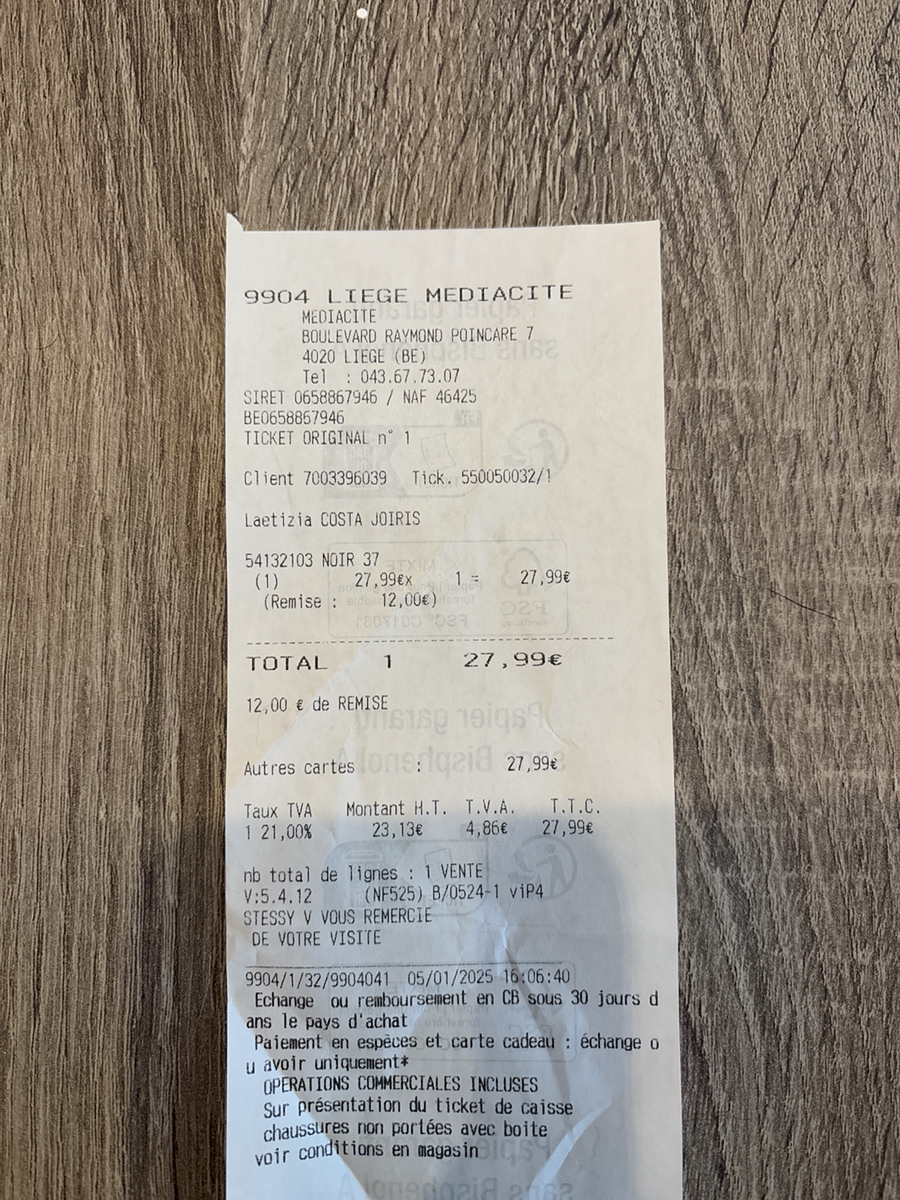 9904 LIEGE MEDIACITE
MEDIACITE
BOULEVARD RAYMOND POINCARE 7
4020 LIEGE (BE)
Tel : 043.67.73.07
SIRET 0658867946 / NAF 46425
BE0658867946
TICKET ORIGINAL n° 1
Client 7003396039 Tick. 550050032/1
Laetizia COSTA JOIRIS
54132103 NOIR 37
(1) 27,99€x 1 = 27,99€
(Remise : 12,00€)
TOTAL 1 27,99€
12,00 € de REMISE
Autres cartes : 27,99€
Taux TVA Montant H.T. T.V.A. T.T.C.
1 21,00% 23,13€ 4,86€ 27,99€
nb total de lignes : 1 VENTE
V:5.4.12 (NF525) B/0524-1 viP4
STESSY V VOUS REMERCIE
DE VOTRE VISITE
9904/1/32/9904041 05/01/2025 16:06:40
Echange ou remboursement en CB sous 30 jours d
ans le pays d'achat
Paiement en espèces et carte cadeau : échange o
u avoir uniquement*
OPERATIONS COMMERCIALES INCLUSES
Sur présentation du ticket de caisse
chaussures non portées avec boite
voir conditions en magasin